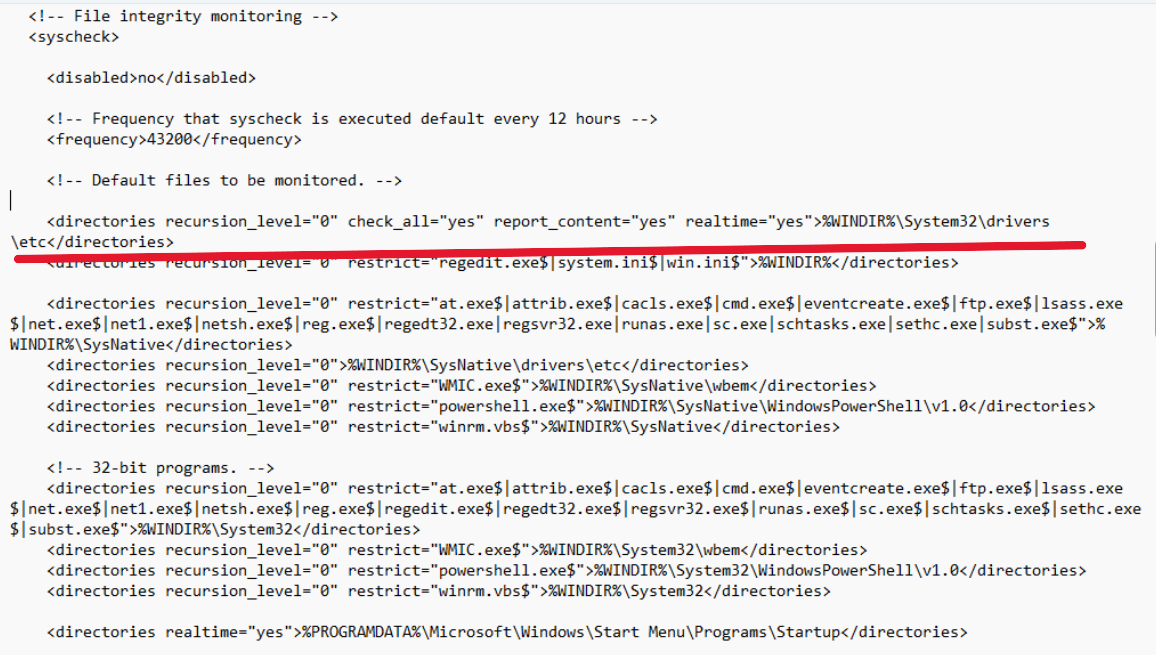 <!-- File integrity monitoring -->
<syscheck>
<disabled>no</disabled>
<!-- Frequency that syscheck is executed default every 12 hours -->
<frequency>43200</frequency>
<!-- Default files to be monitored. -->
<directories recursion_level="0" check_all="yes" report_content="yes" realtime="yes">%WINDIR%\System32\drivers
\etc</directories>
<directories recursion_level="0" restrict="regedit.exe$|system.ini$|win.ini$">%WINDIR%</directories>
<directories recursion_level="0" restrict="at.exe$|attrib.exe$|cacls.exe$|cmd.exe$|eventcreate.exe$|ftp.exe$|lsass.exe
$|net.exe$|net1.exe$|netsh.exe$|reg.exe$|regedt32.exe|regsvr32.exe|runas.exe|sc.exe|schtasks.exe|sethc.exe|subst.exe$">%
WINDIR%\SysNative</directories>
<directories recursion_level="0">%WINDIR%\SysNative\drivers\etc</directories>
<directories recursion_level="0" restrict="WMIC.exe$">%WINDIR%\SysNative\wbem</directories>
<directories recursion_level="0" restrict="powershell.exe$">%WINDIR%\SysNative\WindowsPowerShell\v1.0</directories>
<directories recursion_level="0" restrict="winrm.vbs$">%WINDIR%\SysNative</directories>
<!-- 32-bit programs. -->
<directories recursion_level="0" restrict="at.exe$|attrib.exe$|cacls.exe$|cmd.exe$|eventcreate.exe$|ftp.exe$|lsass.exe
$|net.exe$|net1.exe$|netsh.exe$|reg.exe$|regedit.exe$|regedt32.exe$|regsvr32.exe$|runas.exe$|sc.exe$|schtasks.exe$|sethc.exe
$|subst.exe$">%WINDIR%\System32</directories>
<directories recursion_level="0" restrict="WMIC.exe$">%WINDIR%\System32\wbem</directories>
<directories recursion_level="0" restrict="powershell.exe$">%WINDIR%\System32\WindowsPowerShell\v1.0</directories>
<directories recursion_level="0" restrict="winrm.vbs$">%WINDIR%\System32</directories>
<directories realtime="yes">%PROGRAMDATA%\Microsoft\Windows\Start Menu\Programs\Startup</directories>